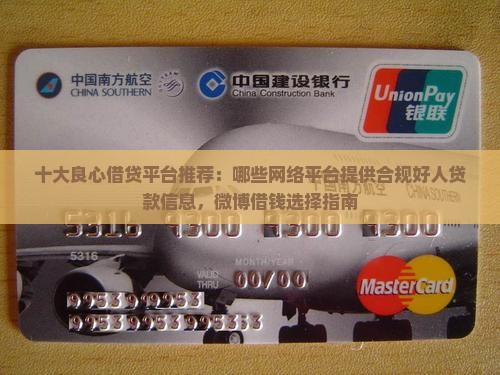 中国南方航空
CHINA SOUTHERN
SKYTEAM
中国建设银行
China Construction Bank
UnionPay
银联
十大良心借贷平台推荐：哪些网络平台提供合规好人贷
款信息，微博借钱选择指南
5316 9300 9300 9300
5316
MONTH/YEAR
VALID
THRU
00/00
MasterCard